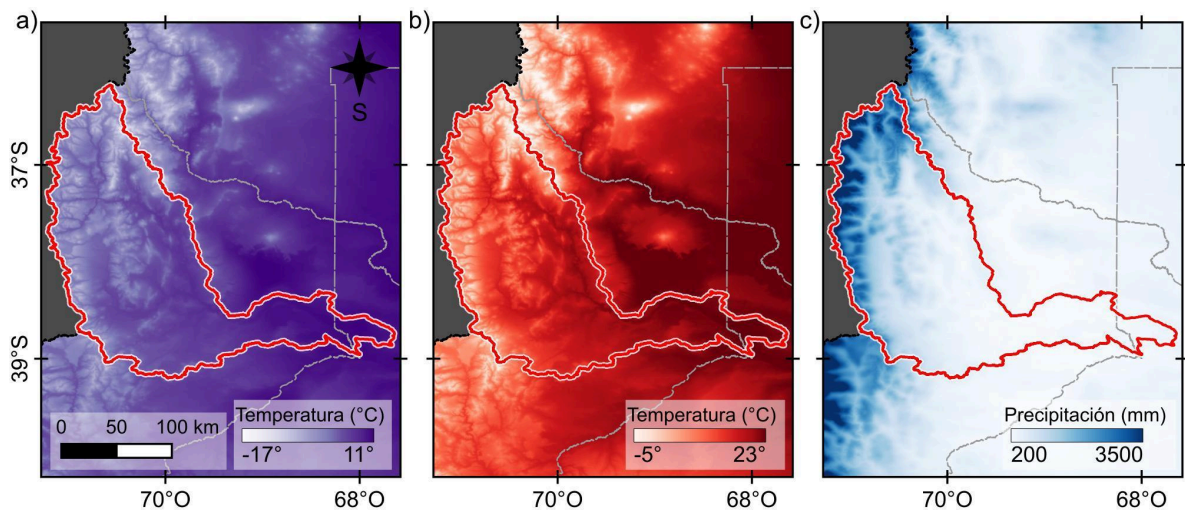 a)
S
37°S
39°S
0 50 100 km
Temperatura (°C)
-17° 11°
70°O 68°O
b)
Temperatura (°C)
-5° 23°
70°O 68°O
c)
Precipitación (mm)
200 3500
70°O 68°O